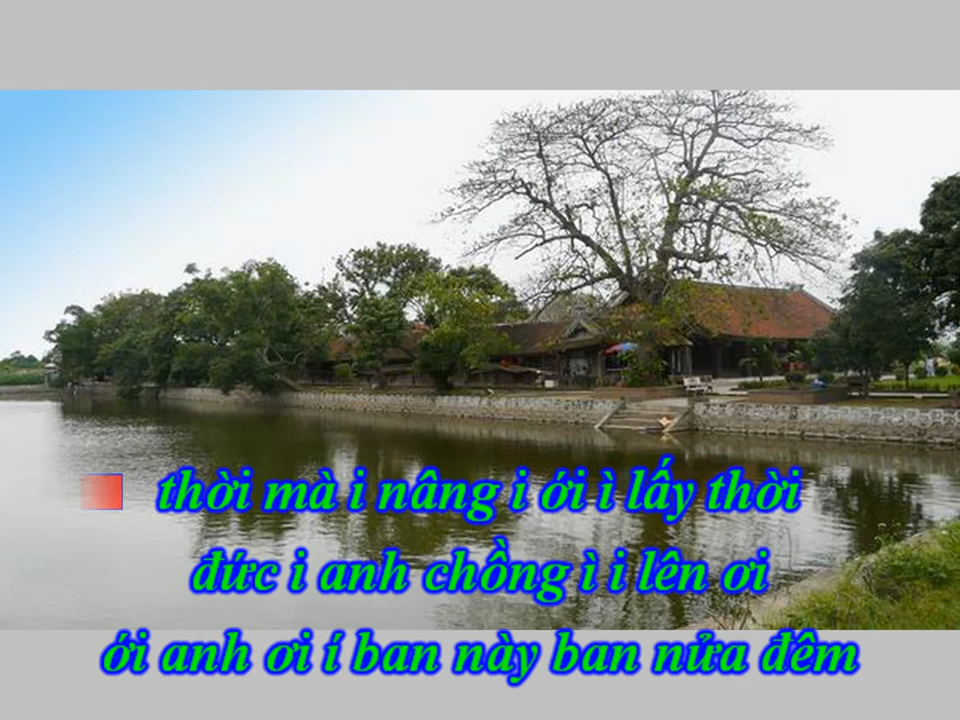 thời mà i nâng i ới ì lấy thời
đức i anh chồng ì i lên ơi
ới anh ơi í ban này ban nửa đêm